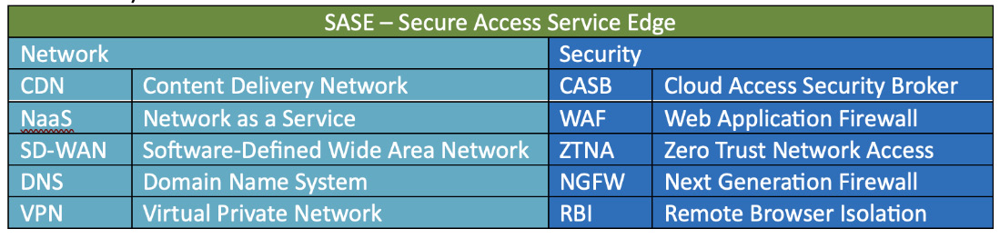 SASE – Secure Access Service Edge
Network Security
CDN Content Delivery Network CASB Cloud Access Security Broker
NaaS Network as a Service WAF Web Application Firewall
SD-WAN Software-Defined Wide Area Network ZTNA Zero Trust Network Access
DNS Domain Name System NGFW Next Generation Firewall
VPN Virtual Private Network RBI Remote Browser Isolation